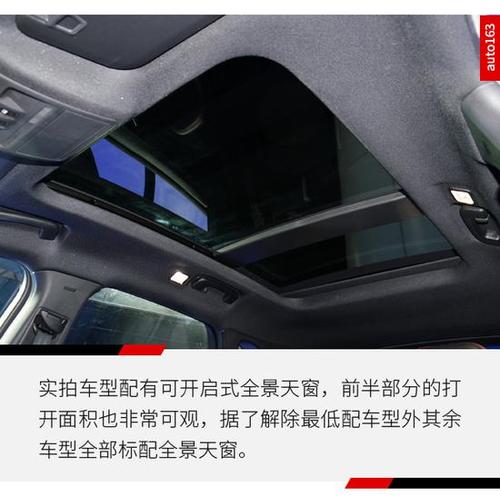 auto163
实拍车型配有可开启式全景天窗，前半部分的打
开面积也非常可观，据了解除最低配车型外其余
车型全部标配全景天窗。